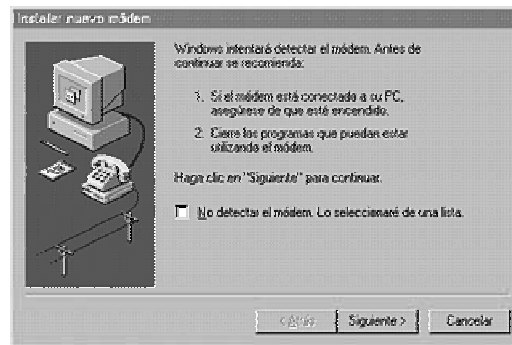 Instalar nuevo módem
Windows intentará detectar el módem. Antes de
continuar se recomienda:
1. Si el módem está conectado a su PC,
asegúrese de que está encendido.
2. Cierre los programas que puedan estar
utilizando el módem.
Haga clic en "Siguiente" para continuar.
No detectar el módem. Lo seleccionaré de una lista.
< Atrás
Siguiente >
Cancelar